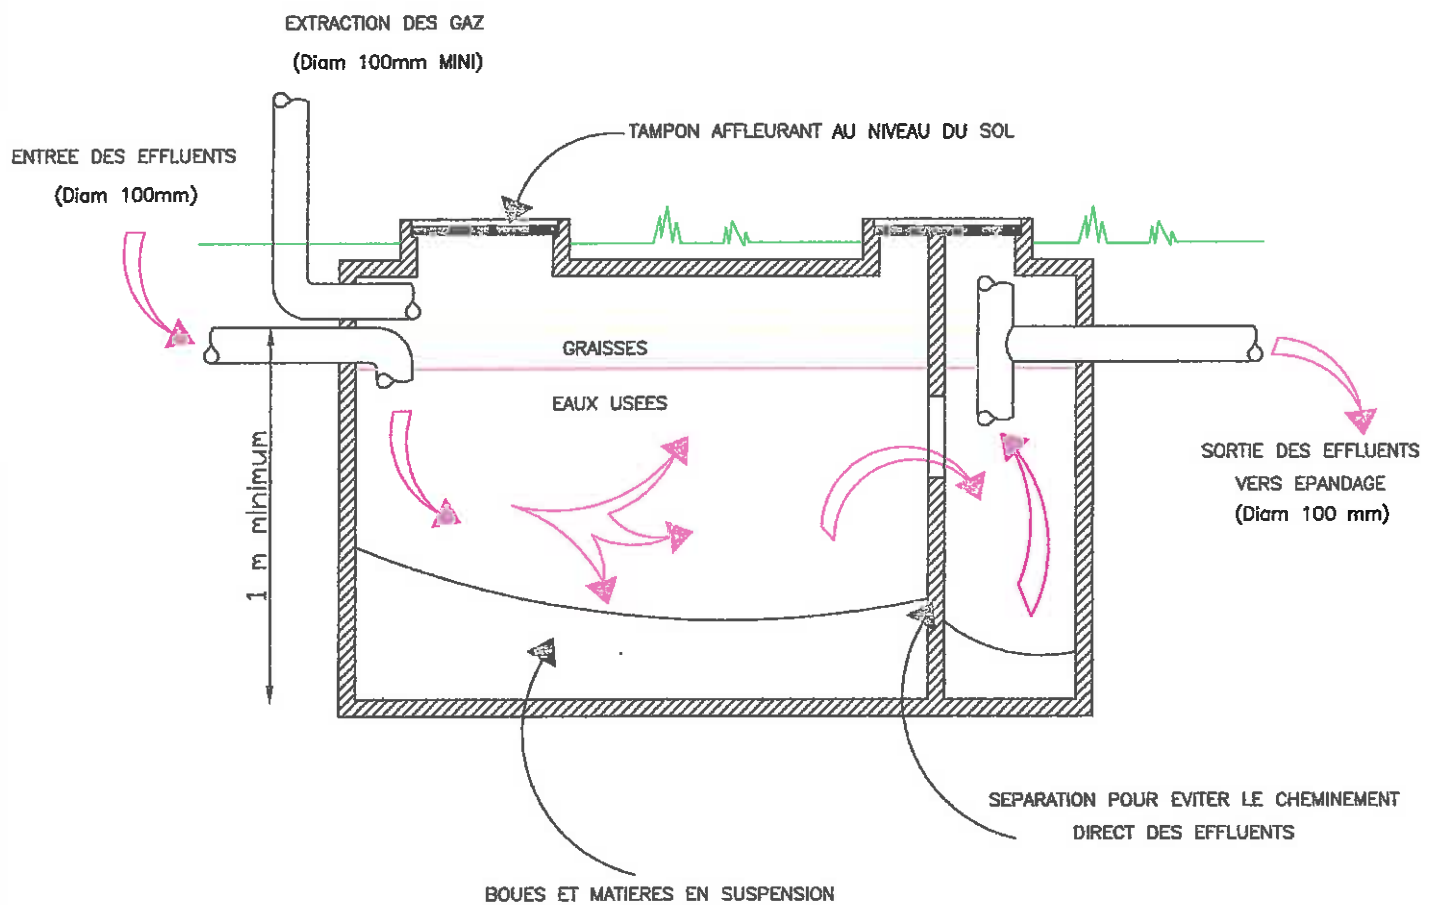 EXTRACTION DES GAZ
(Diam 100mm MINI)
TAMPON AFFLEURANT AU NIVEAU DU SOL
ENTREE DES EFFLUENTS
(Diam 100mm)
GRAISSES
EAUX USEES
1 m minimum
SORTIE DES EFFLUENTS
VERS EPANDAGE
(Diam 100 mm)
SEPARATION POUR EVITER LE CHEMINEMENT
DIRECT DES EFFLUENTS
BOUES ET MATIERES EN SUSPENSION